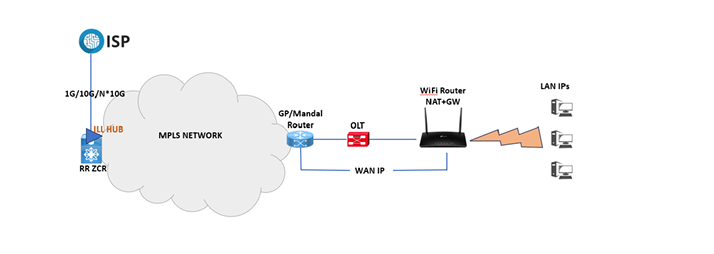 ISP
1G/10G/N*10G
ILL HUB
RR ZCR
MPLS NETWORK
GP/Mandal
Router
OLT
WAN IP
WiFi Router
NAT+GW
LAN IPs